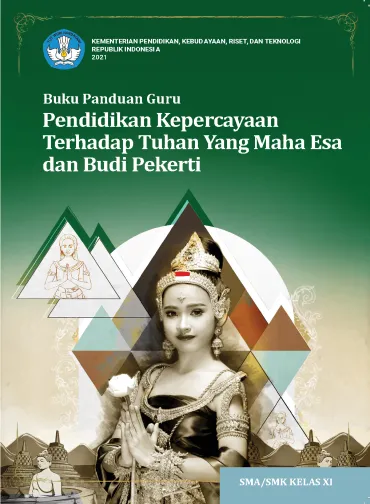 KEMENTERIAN PENDIDIKAN, KEBUDAYAAN, RISET, DAN TEKNOLOGI
REPUBLIK INDONESIA
2021
Buku Panduan Guru
Pendidikan Kepercayaan
Terhadap Tuhan Yang Maha Esa
dan Budi Pekerti
SMA/SMK KELAS XI